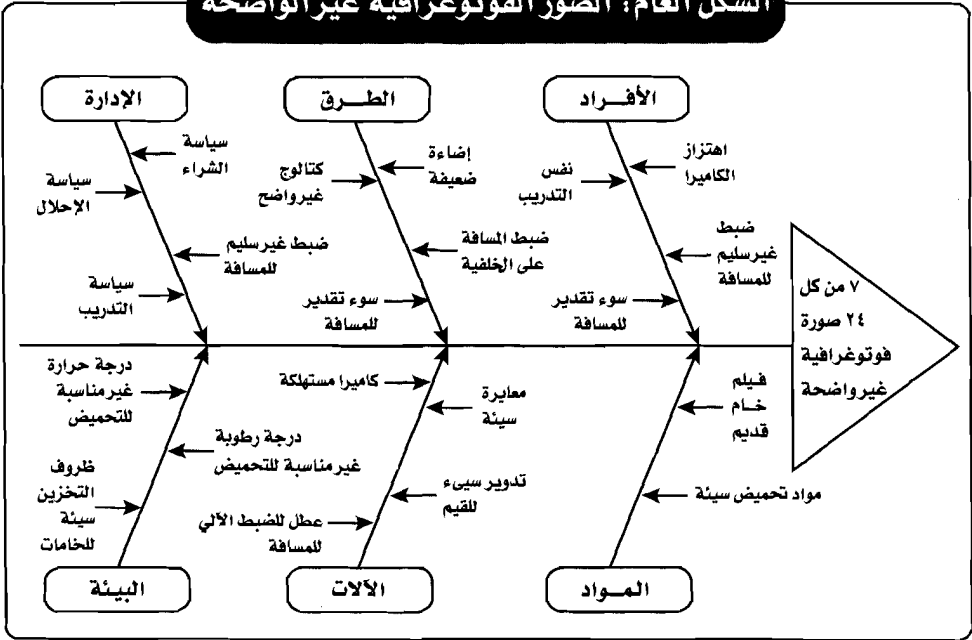 الشكل العام: الصور الفوتوغرافية غير الواضحة
الأفــراد
الطــرق
الإدارة
اهتزاز
الكاميرا
نفس
التدريب
ضبط
غير سليم
للمسافة
سوء تقدير
للمسافة
إضاءة
ضعيفة
كتالوج
غير واضح
ضبط المسافة
على الخلفية
سوء تقدير
للمسافة
سياسة
الشراء
سياسة
الإحلال
ضبط غير سليم
للمسافة
سياسة
التدريب
٧ من كل
٢٤ صورة
فوتوغرافية
غير واضحة
فيلم
خام
قديم
مواد تحميض سيئة
كاميرا مستهلكة
معايرة
سيئة
تدوير سيىء
للقيم
عطل للضبط الآلي
للمسافة
درجة حرارة
غير مناسبة
للتحميض
درجة رطوبة
غير مناسبة للتحميض
ظروف
التخزين
سيئة
للخامات
المــواد
الآلات
البيئة